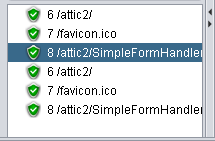 6 /attic2/
7 /favicon.ico
8 /attic2/SimpleFormHandler
6 /attic2/
7 /favicon.ico
8 /attic2/SimpleFormHandler